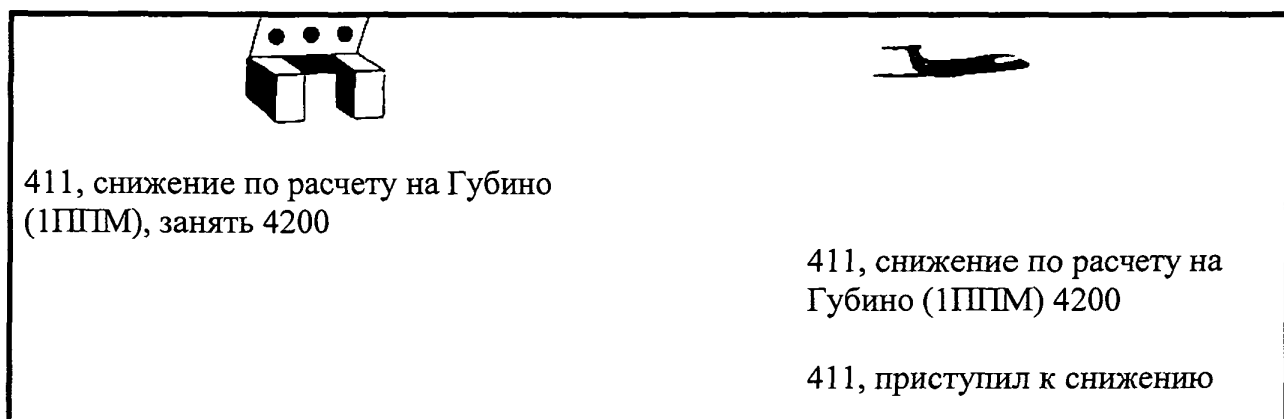 411, снижение по расчету на Губино
(1ППМ), занять 4200
411, снижение по расчету на
Губино (1ППМ) 4200
411, приступил к снижению